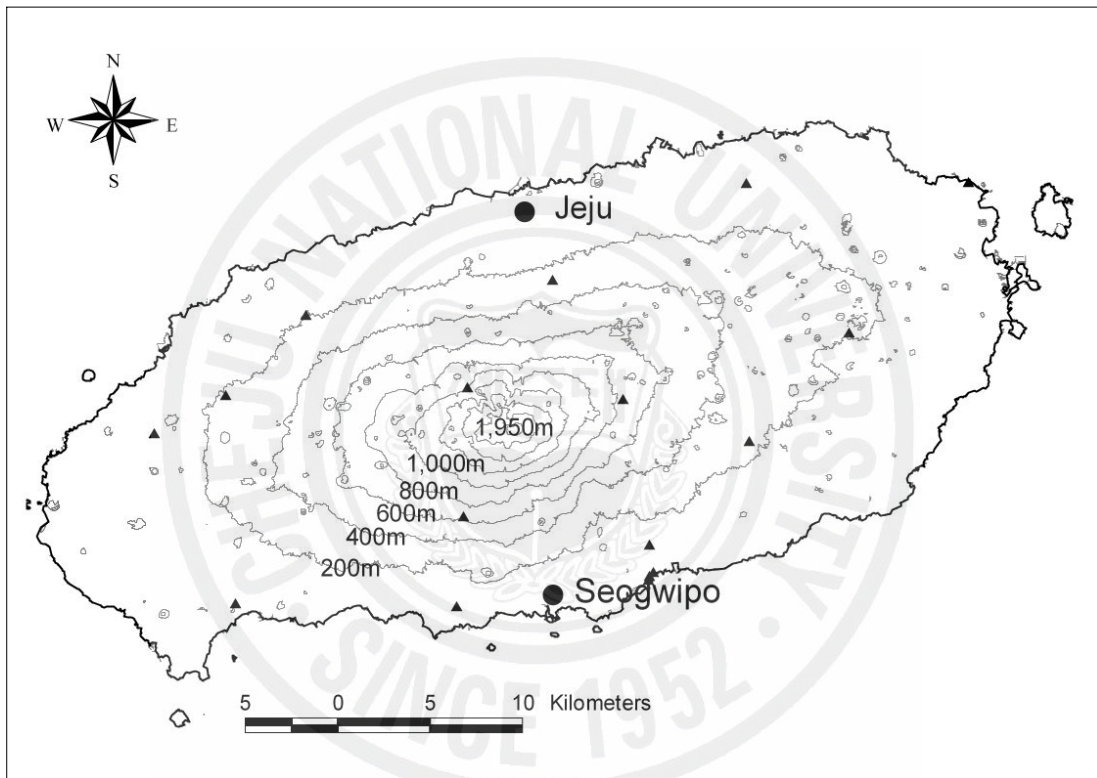 N
W E
S
Jeju
1,950m
1,000m
800m
600m
400m
200m
Seogwipo
5 0 5 10 Kilometers
CHEJU NATIONAL UNIVERSITY
SINCE 1952